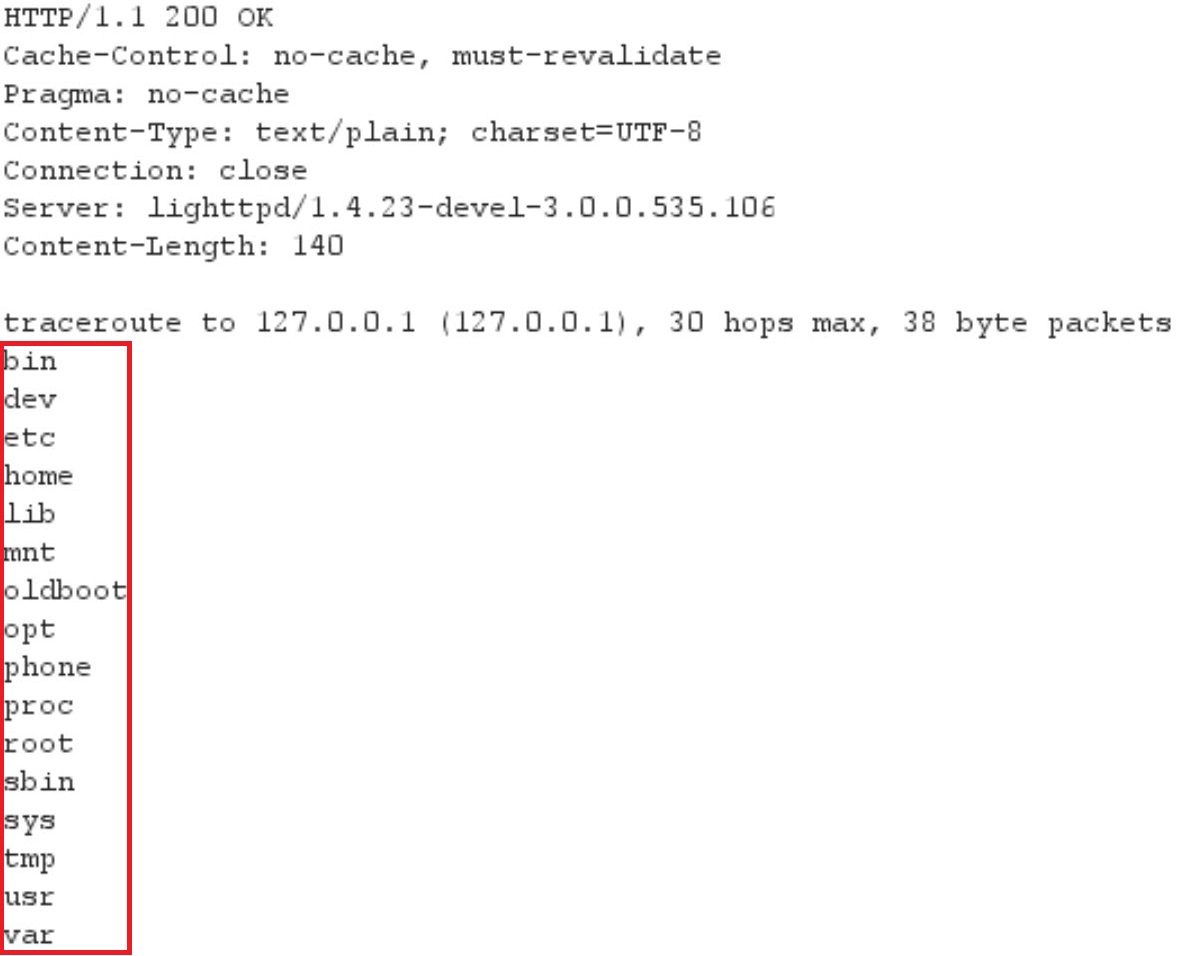 HTTP/1.1 200 OK
Cache-Control: no-cache, must-revalidate
Pragma: no-cache
Content-Type: text/plain; charset=UTF-8
Connection: close
Server: lighttpd/1.4.23-devel-3.0.0.535.106
Content-Length: 140

traceroute to 127.0.0.1 (127.0.0.1), 30 hops max, 38 byte packets
bin
dev
etc
home
lib
mnt
oldboot
opt
phone
proc
root
sbin
sys
tmp
usr
var